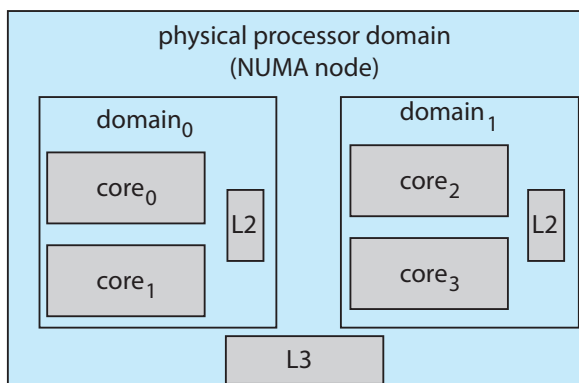 physical processor domain
(NUMA node)
domain₀
core₀
L2
core₁
domain₁
core₂
L2
core₃
L3